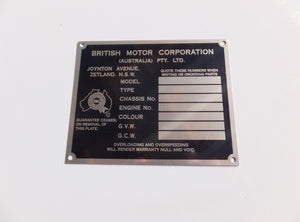 BRITISH MOTOR CORPORATION
(AUSTRALIA) PTY. LTD.
JOYNTON AVENUE,
ZETLAND. N.S.W.
QUOTE THESE NUMBERS WHEN
WRITING OR ORDERING PARTS
MODEL
TYPE
CHASSIS No.
ENGINE No.
COLOUR
G.V.W.
G.C.W.
GUARANTEE CEASES
ON REMOVAL OF
THIS PLATE.
OVERLOADING AND OVERSPEEDING
WILL RENDER WARRANTY NULL AND VOID.